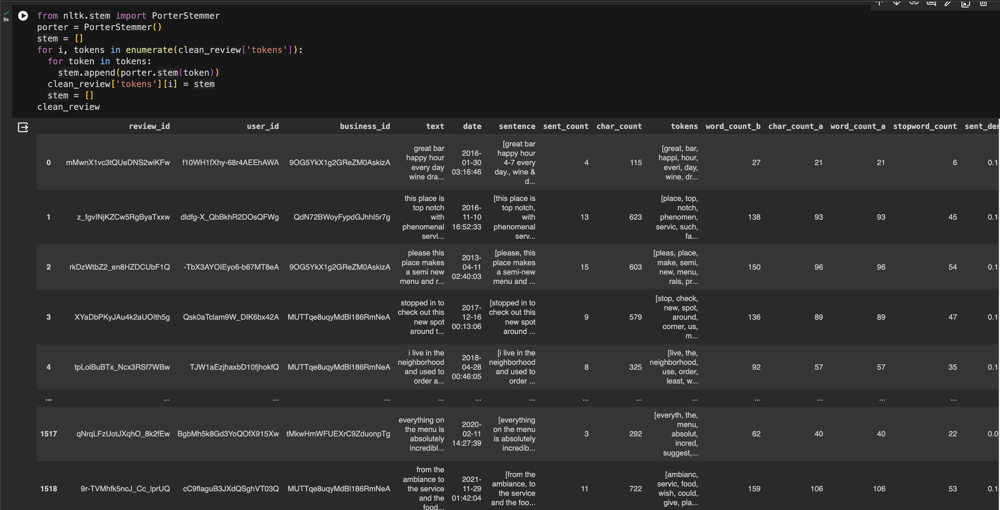 from nltk.stem import PorterStemmer
8s
porter = PorterStemmer()
stem = []
for i, tokens in enumerate(clean_review['tokens']):
  for token in tokens:
    stem.append(porter.stem(token))
  clean_review['tokens'][i] = stem
  stem = []
clean_review
review_id user_id business_id text date sentence sent_count char_count tokens word_count_b char_count_a word_count_a stopword_count sent_der
0 mMwnX1vc3tQUeDNS2wiKFw f10WH1fXhy-68r4AEEhAWA 9OG5YkX1g2GReZM0AskizA great bar happy hour every day wine dra... 2016-01-30 03:16:46 [great bar happy hour 4-7 every day., wine & d... 4 115 [great, bar, happi, hour, everi, day, wine, dr... 27 21 21 6 0.1
1 z_fgvINjKZCw5RgByaTxxw dldfg-X_QbBkhR2DOsQFWg QdN72BWoyFypdGJhhI5r7g this place is top notch with phenomenal servi... 2016-11-10 16:52:33 [this place is top notch, with phenomenal serv... 13 623 [place, top, notch, phenomen, servic, such, fa... 138 93 93 45 0.1
2 rkDzWtbZ2_en8HZDCUbF1Q -TbX3AYOIEyo6-b67MT8eA 9OG5YkX1g2GReZM0AskizA please this place makes a semi new menu and r... 2013-04-11 02:40:03 [please, this place makes a semi-new menu and ... 15 603 [pleas, place, make, semi, new, menu, rais, pr... 150 96 96 54 0.1
3 XYaDbPKyJAu4k2aUOlth5g Qsk0aTclam9W_DIK6bx42A MUTTqe8uqyMdBl186RmNeA stopped in to check out this new spot around t... 2017-12-16 00:13:06 [stopped in to check out this new spot around ... 9 579 [stop, check, new, spot, around, corner, us, m... 136 89 89 47 0.1
4 tpLolBuBTx_Ncx3RSf7WBw TJW1aEzjhaxbD10fjhokfQ MUTTqe8uqyMdBl186RmNeA i live in the neighborhood and used to order a... 2018-04-28 00:46:05 [i live in the neighborhood and used to order ... 8 325 [live, the, neighborhood, use, order, least, w... 92 57 57 35 0.1
... ... ... ... ... ... ... ... ... ... ... ... ... ...
1517 qNrqLFzUotJXqhO_8k2fEw BgbMh5k8Gd3YoQOfX915Xw tMkwHmWFUEXrC9ZduonpTg everything on the menu is absolutely incredibl... 2020-02-11 14:27:39 [everything on the menu is absolutely incredib... 3 292 [everyth, the, menu, absolut, incred, suggest,... 62 40 40 22 0.0
1518 9r-TVMhfk5ncJ_Cc_lprUQ cC9flaguB3JXdQSghVT03Q MUTTqe8uqyMdBl186RmNeA from the ambiance to the service and the food... 2021-11-29 01:42:04 [from the ambiance, to the service and the foo... 11 722 [ambianc, servic, food, wish, could, give, pla... 159 106 106 53 0.1